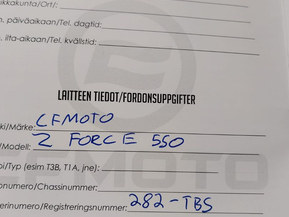 kkakunta/Ort/:
n. päiväaikaan/Tel. dagtid:
n. ilta-aikaan/Tel, kvällstid:
LAITTEEN TIEDOT/FORDONSUPPGIFTER
ki/Märke: CFMOTO
/Modell: Z FORCE 550
pi/Typ (esim T3B, T1A, jne):
onumero/Chassinummer:
erinumero/Registreringsnummer: 282-TBS